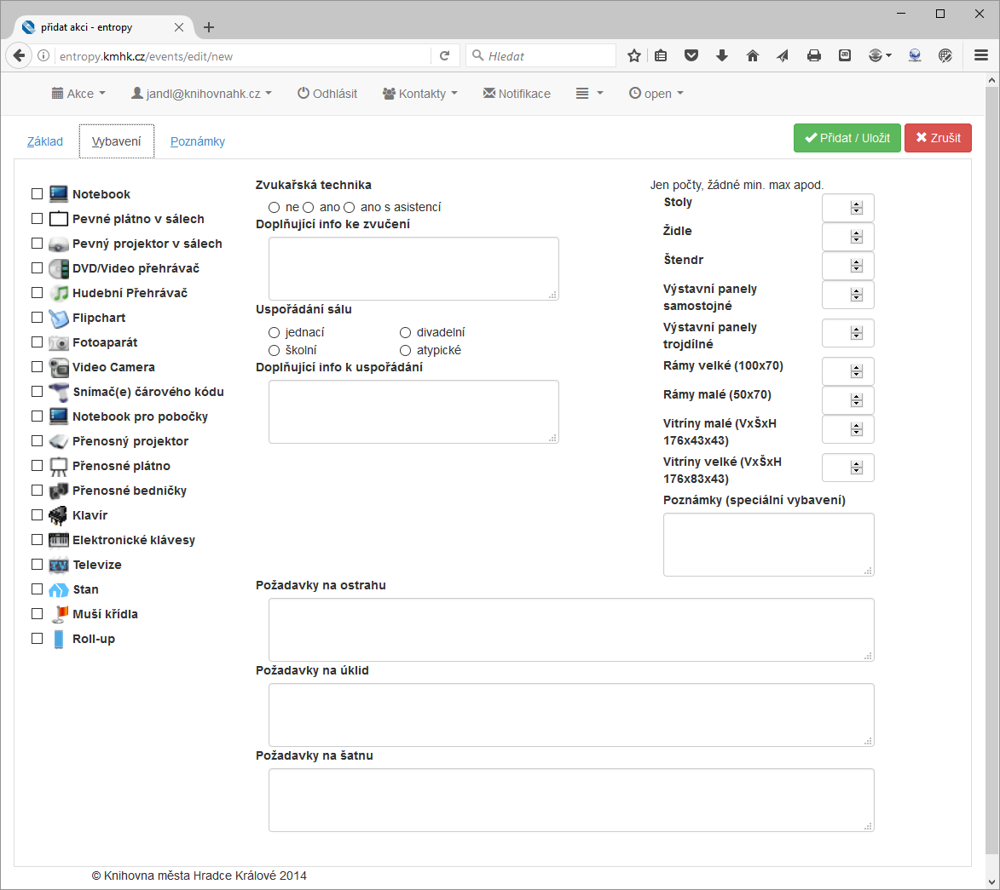 přidat akci - entropy
entropy.kmhk.cz/events/edit/new
Hledat
Akce
jandl@knihovnahk.cz
Odhlásit
Kontakty
Notifikace
open
Základ
Vybavení
Poznámky
Přidat / Uložit
Zrušit
Notebook
Pevné plátno v sálech
Pevný projektor v sálech
DVD/Video přehrávač
Hudební Přehrávač
Flipchart
Fotoaparát
Video Camera
Snímač(e) čárového kódu
Notebook pro pobočky
Přenosný projektor
Přenosné plátno
Přenosné bedničky
Klavír
Elektronické klávesy
Televize
Stan
Muší křídla
Roll-up
Zvukařská technika
ne ano ano s asistencí
Doplňující info ke zvučení
Uspořádání sálu
jednací divadelní
školní atypické
Doplňující info k uspořádání
Jen počty, žádné min. max apod.
Stoly
Židle
Štendr
Výstavní panely
samostojné
Výstavní panely
trojdílné
Rámy velké (100x70)
Rámy malé (50x70)
Vitríny malé (VxŠxH
176x43x43)
Vitríny velké (VxŠxH
176x83x43)
Poznámky (speciální vybavení)
Požadavky na ostrahu
Požadavky na úklid
Požadavky na šatnu
© Knihovna města Hradce Králové 2014